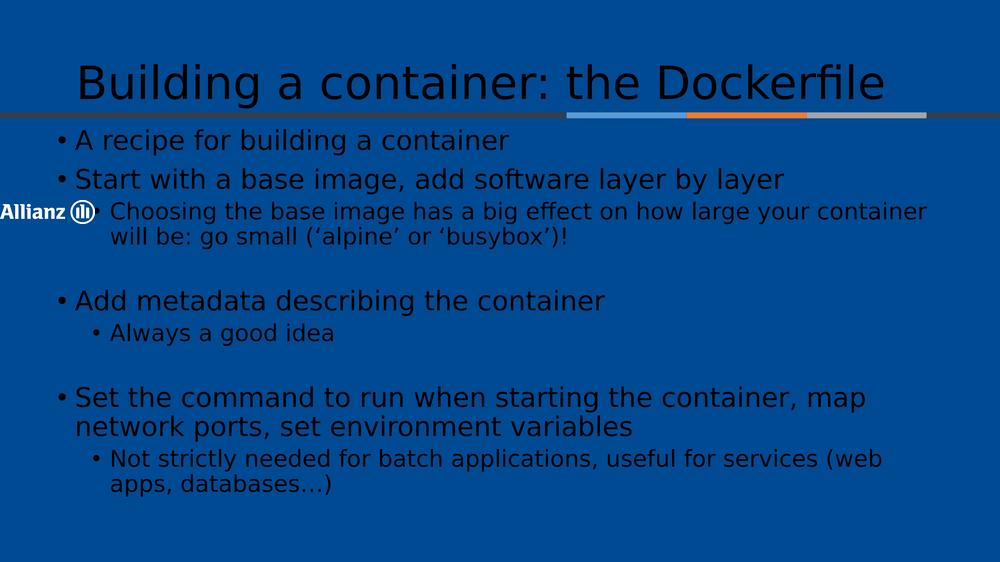 Building a container: the Dockerfile
• A recipe for building a container
• Start with a base image, add software layer by layer
Allianz
• Choosing the base image has a big effect on how large your container
will be: go small (‘alpine’ or ‘busybox’)!
• Add metadata describing the container
• Always a good idea
• Set the command to run when starting the container, map
network ports, set environment variables
• Not strictly needed for batch applications, useful for services (web
apps, databases...)